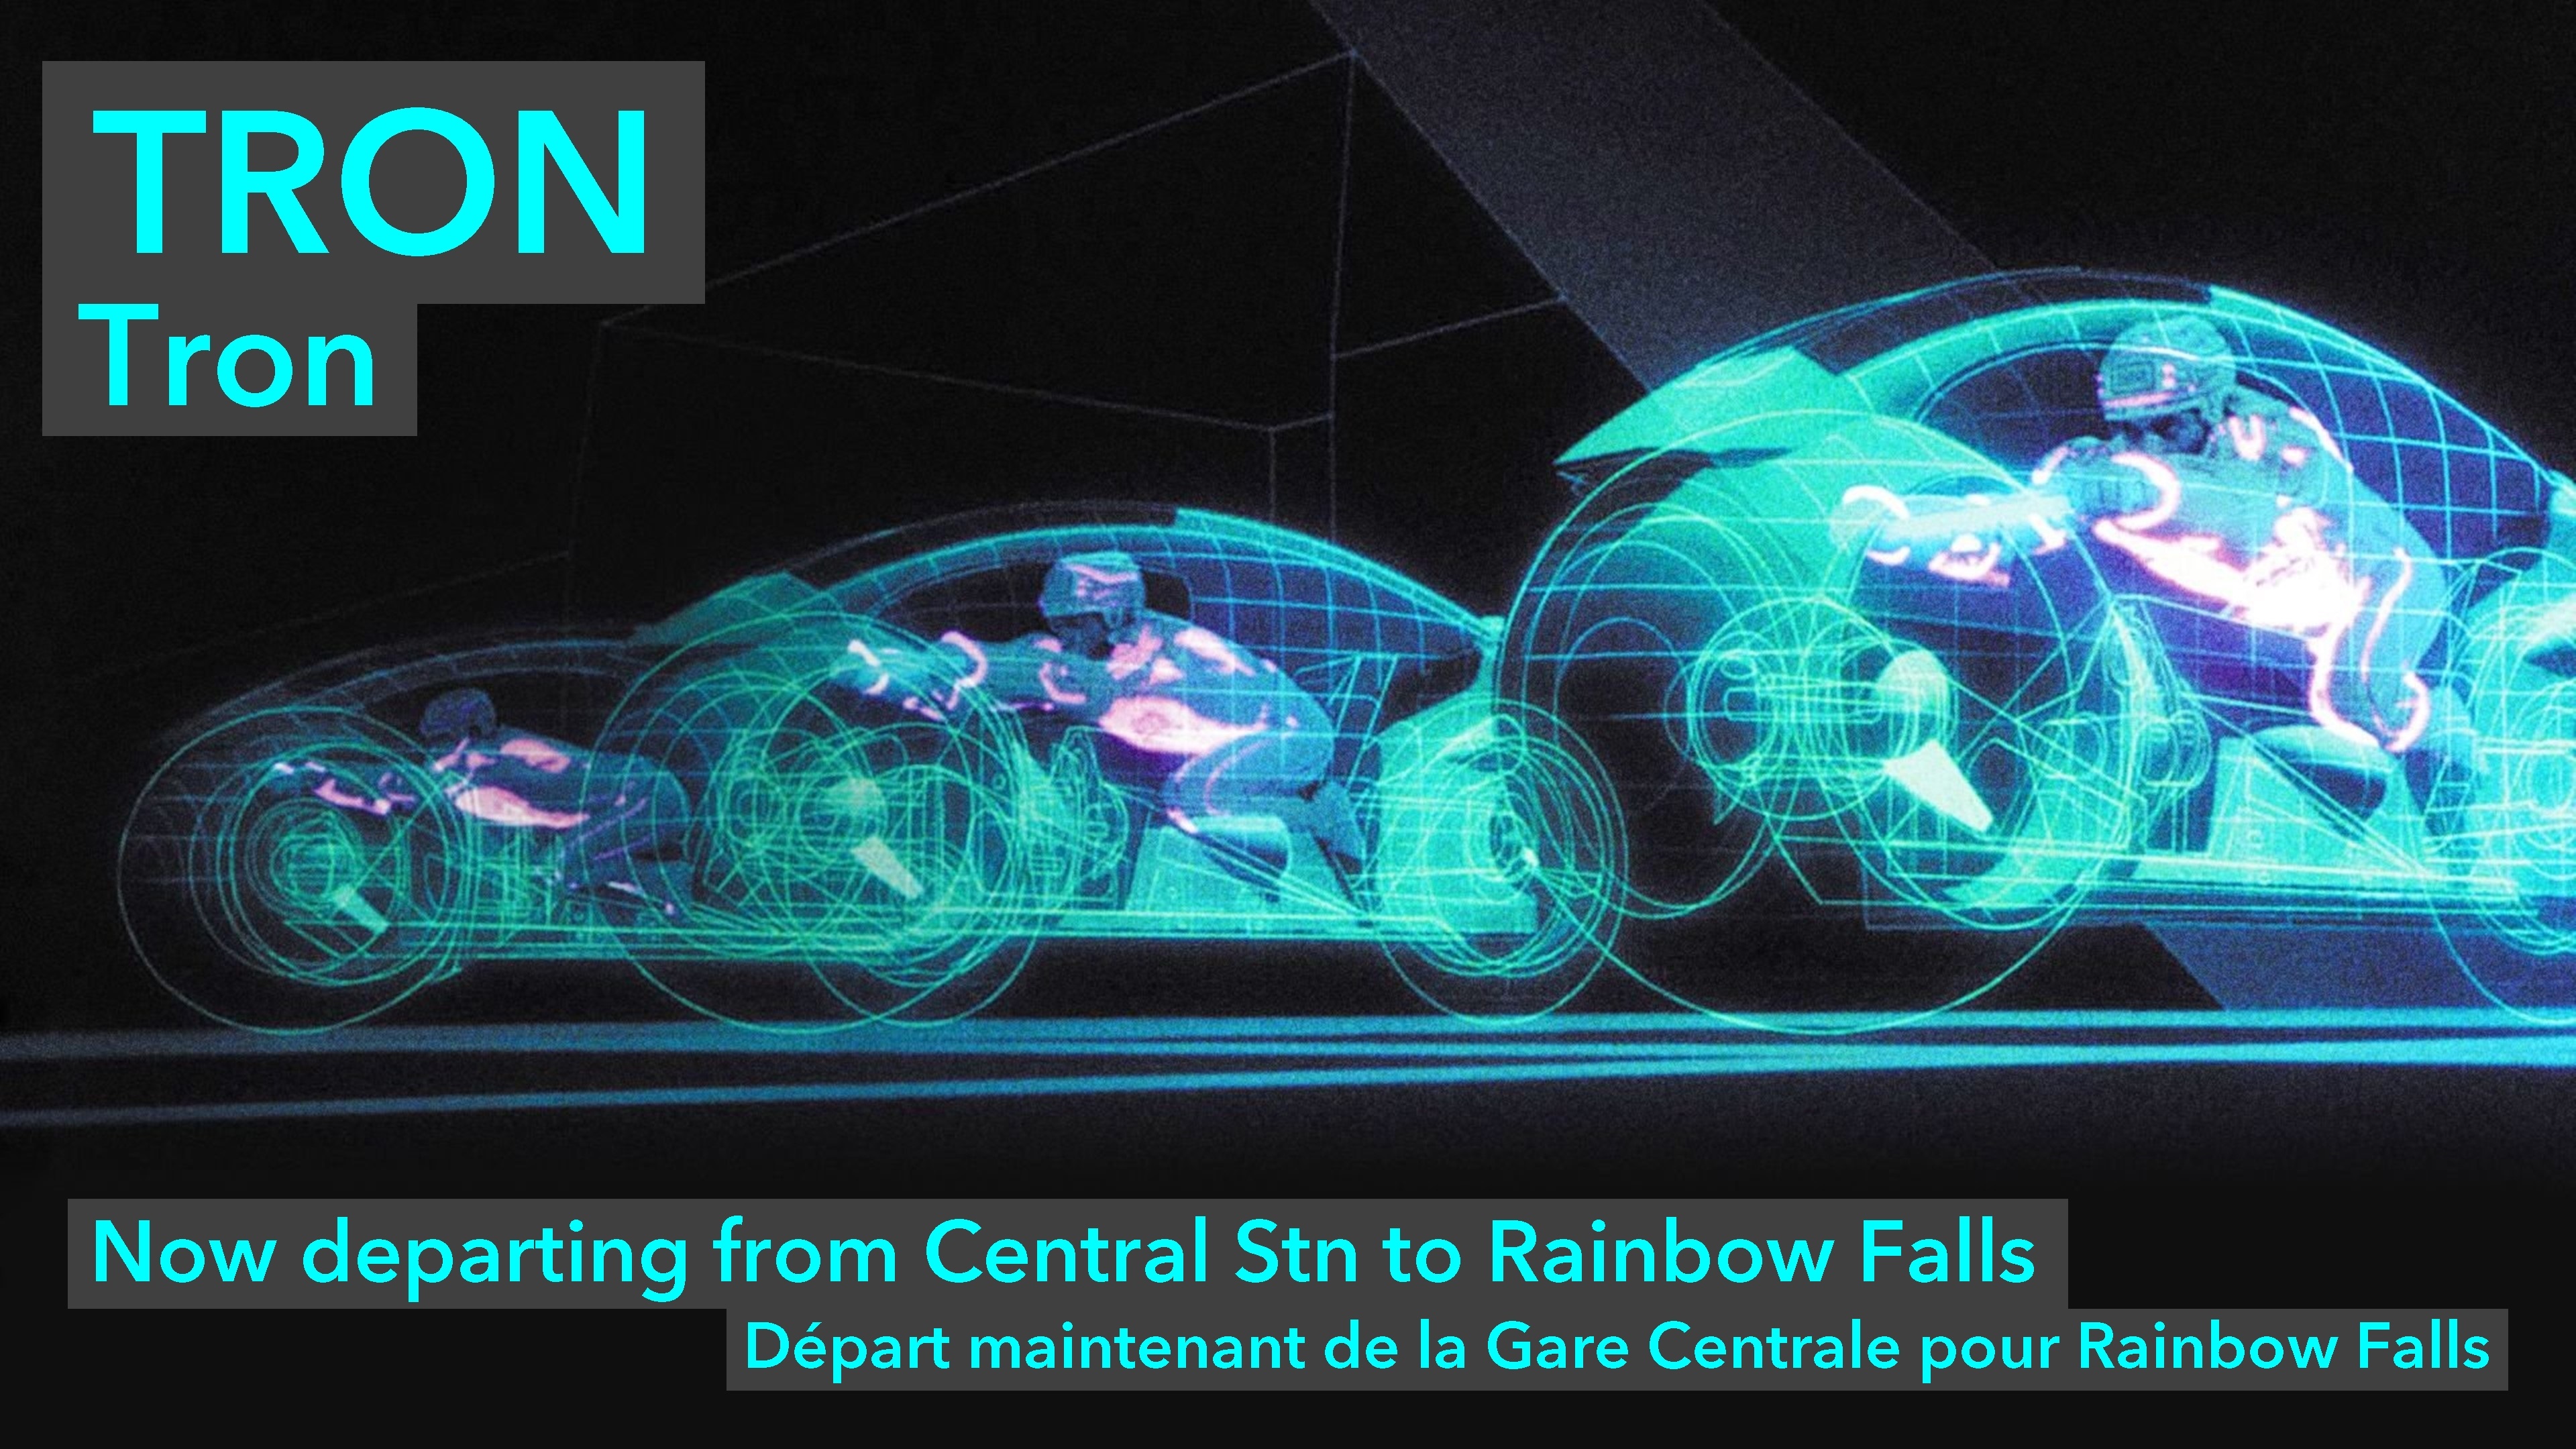 TRON
Tron
Now departing from Central Stn to Rainbow Falls
Départ maintenant de la Gare Centrale pour Rainbow Falls